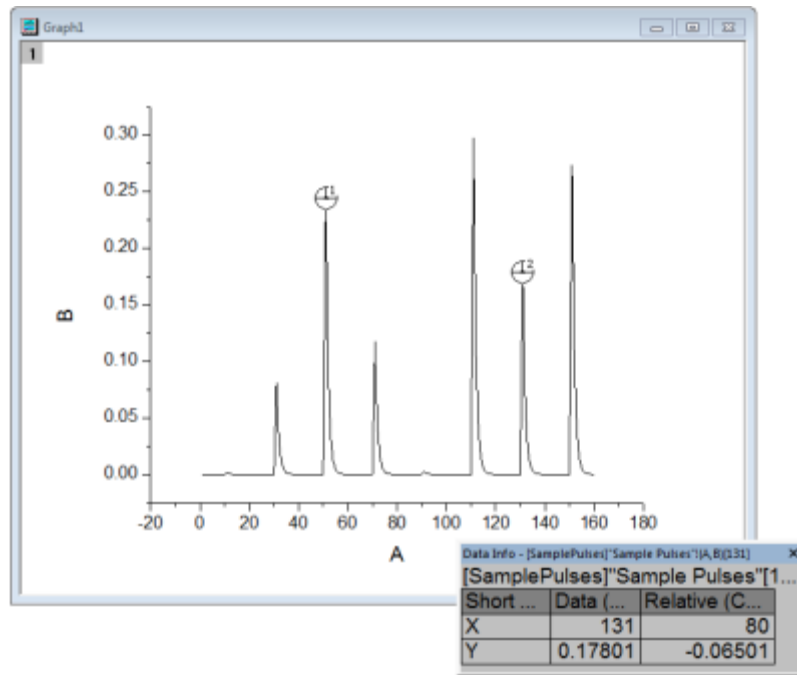 Graph1
1
0.30
0.25
0.20
0.15
0.10
0.05
0.00
B
1
2
-20 0 20 40 60 80 100 120 140 160 180
A
Data Info - [SamplePulses]"Sample Pulses"!(A,B)[131]
[SamplePulses]"Sample Pulses"[1...
Short ... Data (... Relative (C...
X 131 80
Y 0.17801 -0.06501